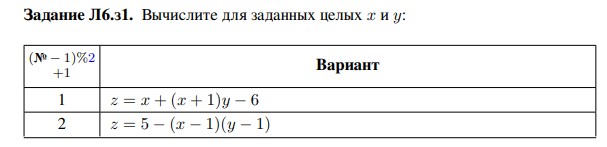 Задание Л6.з1. Вычислите для заданных целых x и y:
(№ − 1)%2
+1
Вариант
1 z = x + (x + 1)y − 6
2 z = 5 − (x − 1)(y − 1)